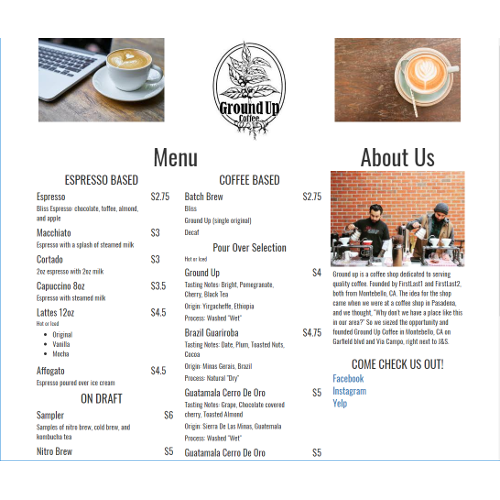 Ground Up
Coffee
Menu
ESPRESSO BASED
Espresso $2.75
Bliss Espresso- chocolate, toffee, almond,
and apple
Macchiato $3
Espresso with a splash of steamed milk
Cortado $3
2oz espresso with 2oz milk
Capuccino 8oz $3.5
Espresso with steamed milk
Lattes 12oz $4.5
Hot or Iced
Original
Vanilla
Mocha
Affogato $4.5
Espresso poured over ice cream
ON DRAFT
Sampler $6
Samples of nitro brew, cold brew, and
kombucha tea
Nitro Brew $5
COFFEE BASED
Batch Brew $2.75
Bliss
Ground Up (single original)
Decaf
Pour Over Selection
Hot or Iced
Ground Up $4
Tasting Notes- Bright, Pomegranate,
Cherry, Black Tea
Origin- Yirgacheffe, Ethiopia
Process- Washed "Wet"
Brazil Guariroba $4.75
Tasting Notes: Date, Plum, Toasted Nuts,
Cocoa
Origin- Minas Gerais, Brazil
Process- Natural "Dry"
Guatamala Cerro De Oro $5
Tasting Notes- Grape, Chocolate covered
cherry, Toasted Almond
Origin- Sierra De Las Minas, Guatemala
Process- Washed "Wet"
Guatamala Cerro De Oro $5
About Us
Ground up is a coffee shop dedicated to serving
quality coffee. Founded by FirstLast1 and FirstLast2,
both from Montebello, CA. The idea for the shop
came when we were at a coffee shop in Pasadena,
and we thought, "Why don't we have a place like this
in our area?" So we siezed the opportunity and
founded Ground Up Coffee in Montebello, CA on
Garfield blvd and Via Campo, right next to J&S.
COME CHECK US OUT!
Facebook
Instagram
Yelp